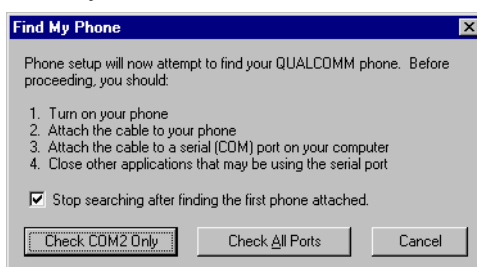 Find My Phone
Phone setup will now attempt to find your QUALCOMM phone. Before
proceeding, you should:
1. Turn on your phone
2. Attach the cable to your phone
3. Attach the cable to a serial (COM) port on your computer
4. Close other applications that may be using the serial port
Stop searching after finding the first phone attached.
Check COM2 Only Check All Ports Cancel